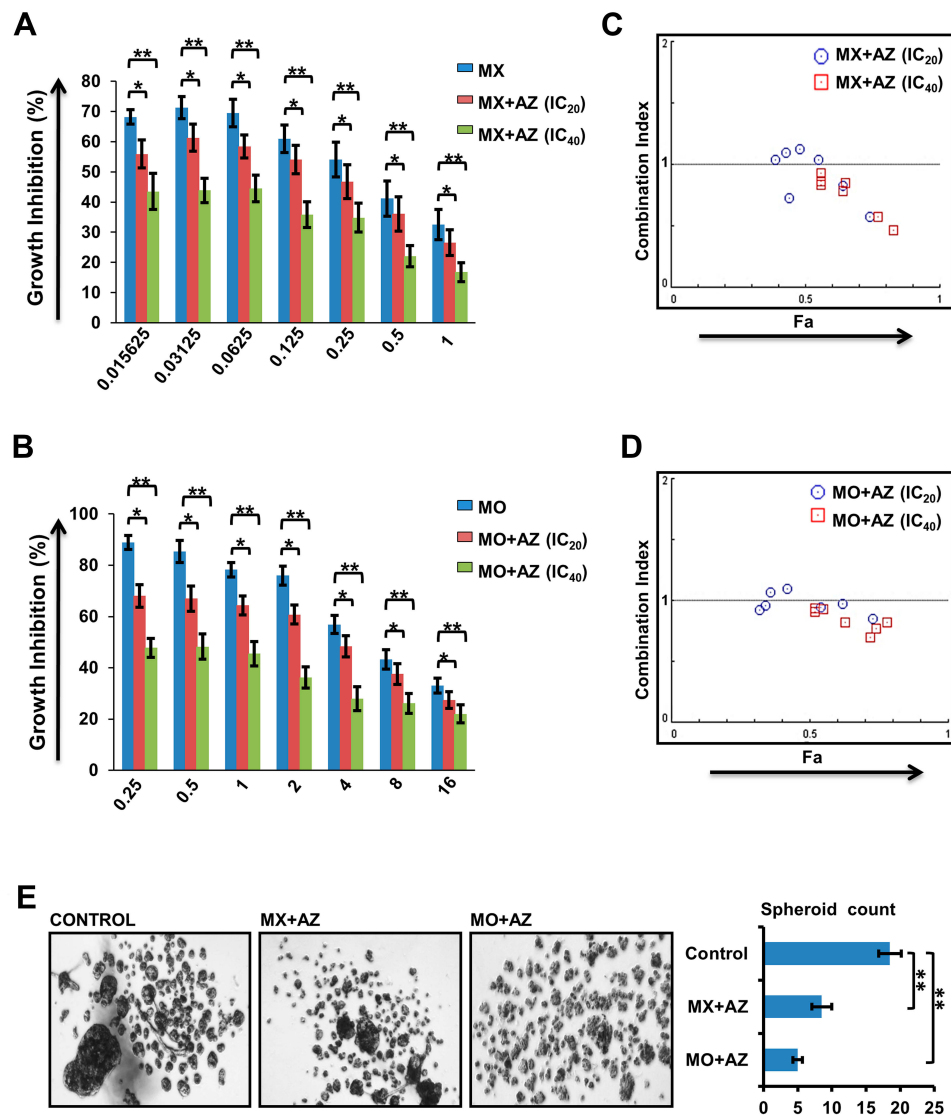 A
Growth Inhibition (%)
80
70
60
50
40
30
20
10
0
** ** ** ** ** ** **
* * * * * * *
MX
MX+AZ (IC20)
MX+AZ (IC40)
0.015625 0.03125 0.0625 0.125 0.25 0.5 1
C
Combination Index
2
1
0
MX+AZ (IC20)
MX+AZ (IC40)
0 0.5 1
Fa
B
Growth Inhibition (%)
100
80
60
40
20
0
** ** ** ** ** ** **
* * * * * * *
MO
MO+AZ (IC20)
MO+AZ (IC40)
0.25 0.5 1 2 4 8 16
D
Combination Index
2
1
0
MO+AZ (IC20)
MO+AZ (IC40)
0 0.5 1
Fa
E
CONTROL MX+AZ MO+AZ
Spheroid count
Control
MX+AZ
MO+AZ
** **
0 5 10 15 20 25